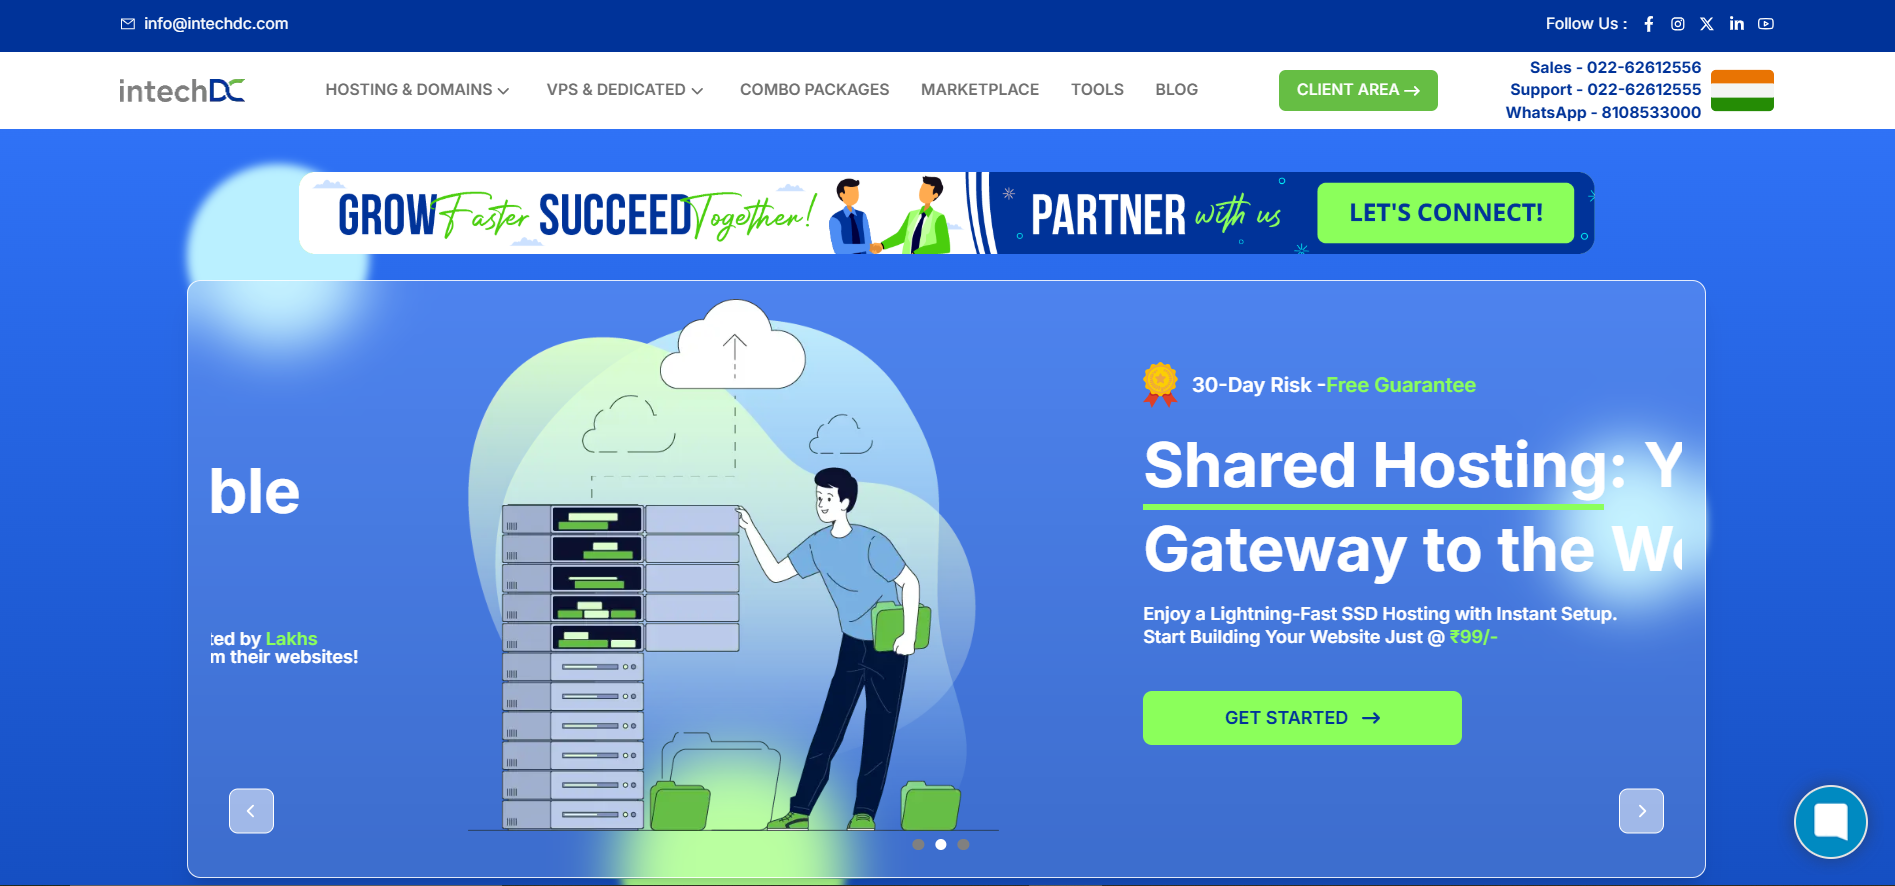 info@intechdc.com
Follow Us :
intechDC
HOSTING & DOMAINS
VPS & DEDICATED
COMBO PACKAGES
MARKETPLACE
TOOLS
BLOG
CLIENT AREA
Sales - 022-62612556
Support - 022-62612555
WhatsApp - 8108533000
GROW Faster SUCCEED Together!
PARTNER with us
LET'S CONNECT!
ble
ted by Lakhs
m their websites!
30-Day Risk -Free Guarantee
Shared Hosting: Y
Gateway to the We
Enjoy a Lightning-Fast SSD Hosting with Instant Setup.
Start Building Your Website Just @ ₹99/-
GET STARTED